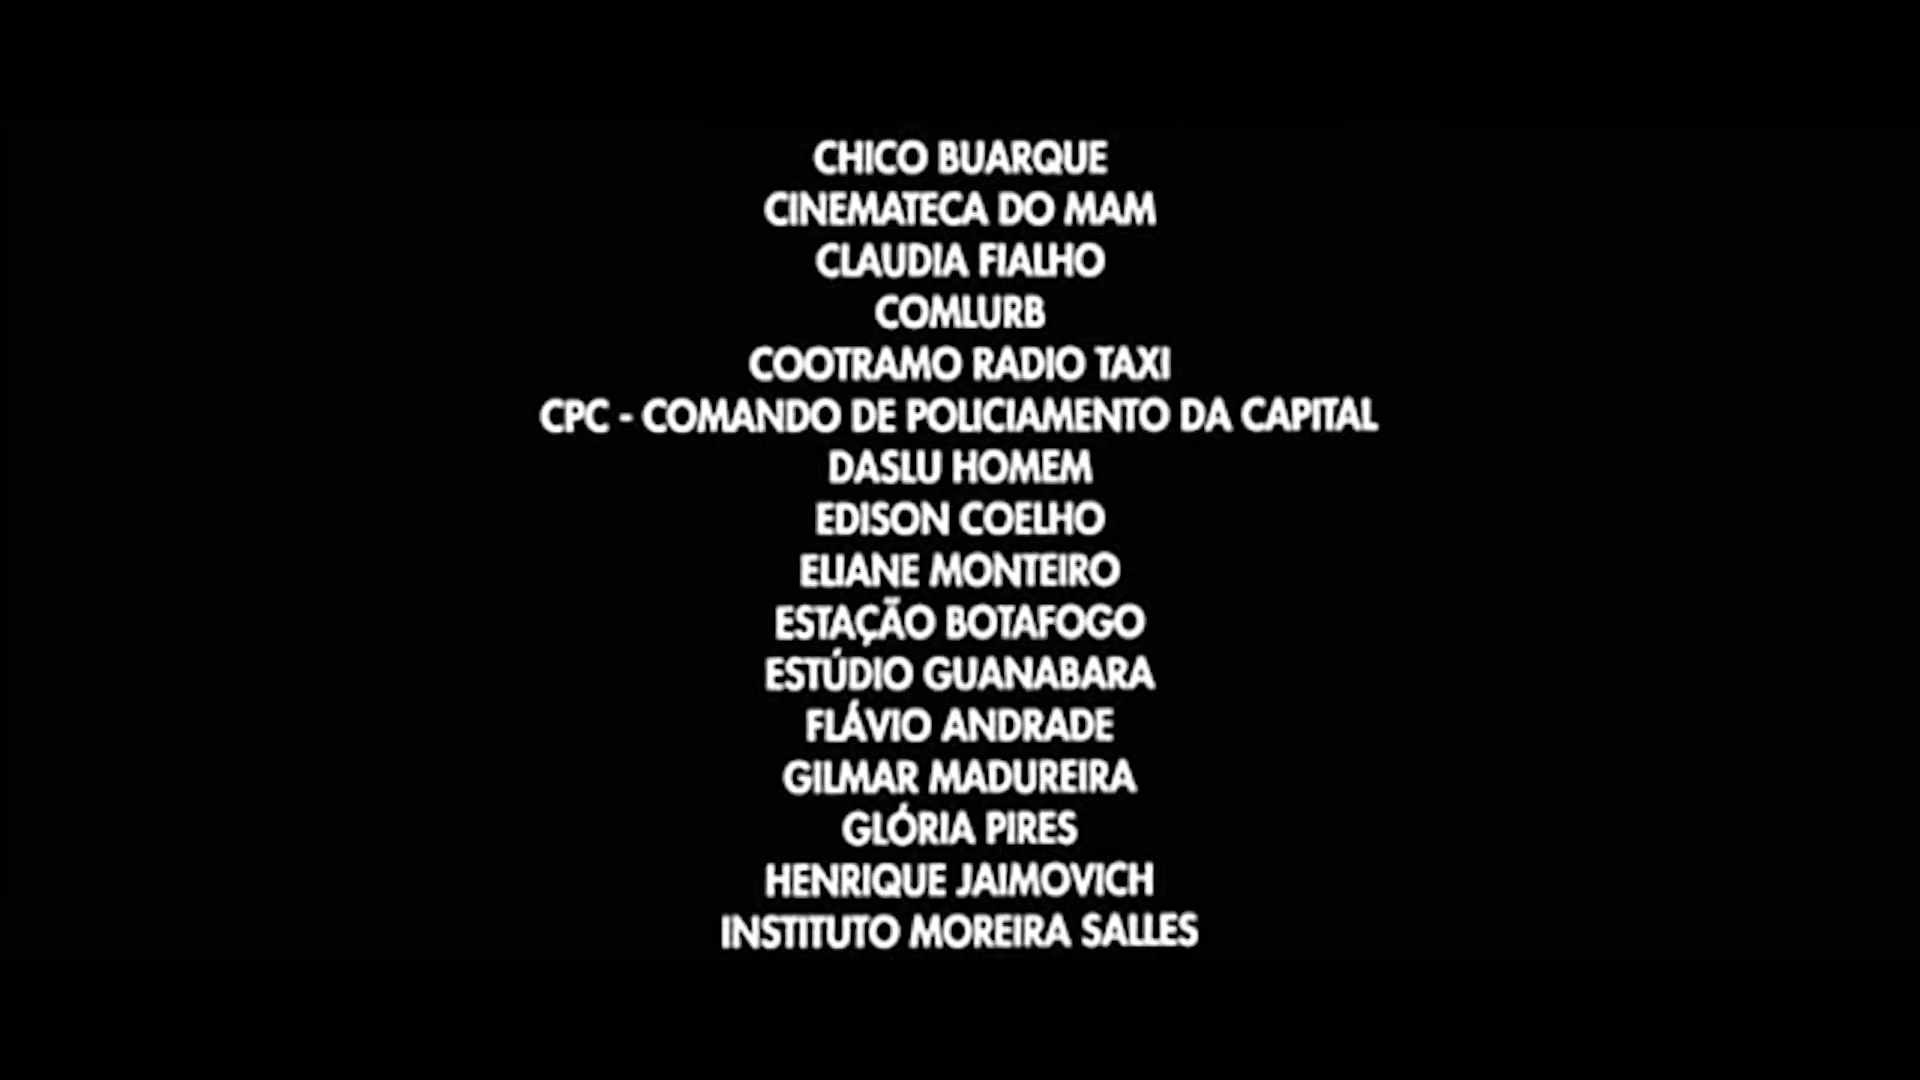 CHICO BUARQUE
CINEMATECA DO MAM
CLAUDIA FIALHO
COMLURB
COOTRAMO RADIO TAXI
CPC - COMANDO DE POLICIAMENTO DA CAPITAL
DASLU HOMEM
EDISON COELHO
ELIANE MONTEIRO
ESTAÇÃO BOTAFOGO
ESTÚDIO GUANABARA
FLÁVIO ANDRADE
GILMAR MADUREIRA
GLÓRIA PIRES
HENRIQUE JAIMOVICH
INSTITUTO MOREIRA SALLES